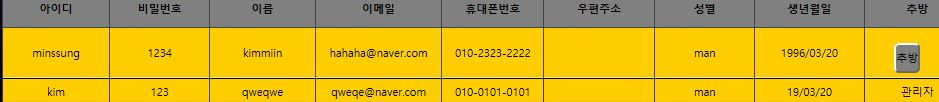 아이디 비밀번호 이름 이메일 휴대폰번호 우편주소 성별 생년월일 추방
minssung 1234 kimmiin hahaha@naver.com 010-2323-2222 man 1996/03/20 추방
kim 123 qweqwe qweqe@naver.com 010-0101-0101 man 19/03/20 관리자